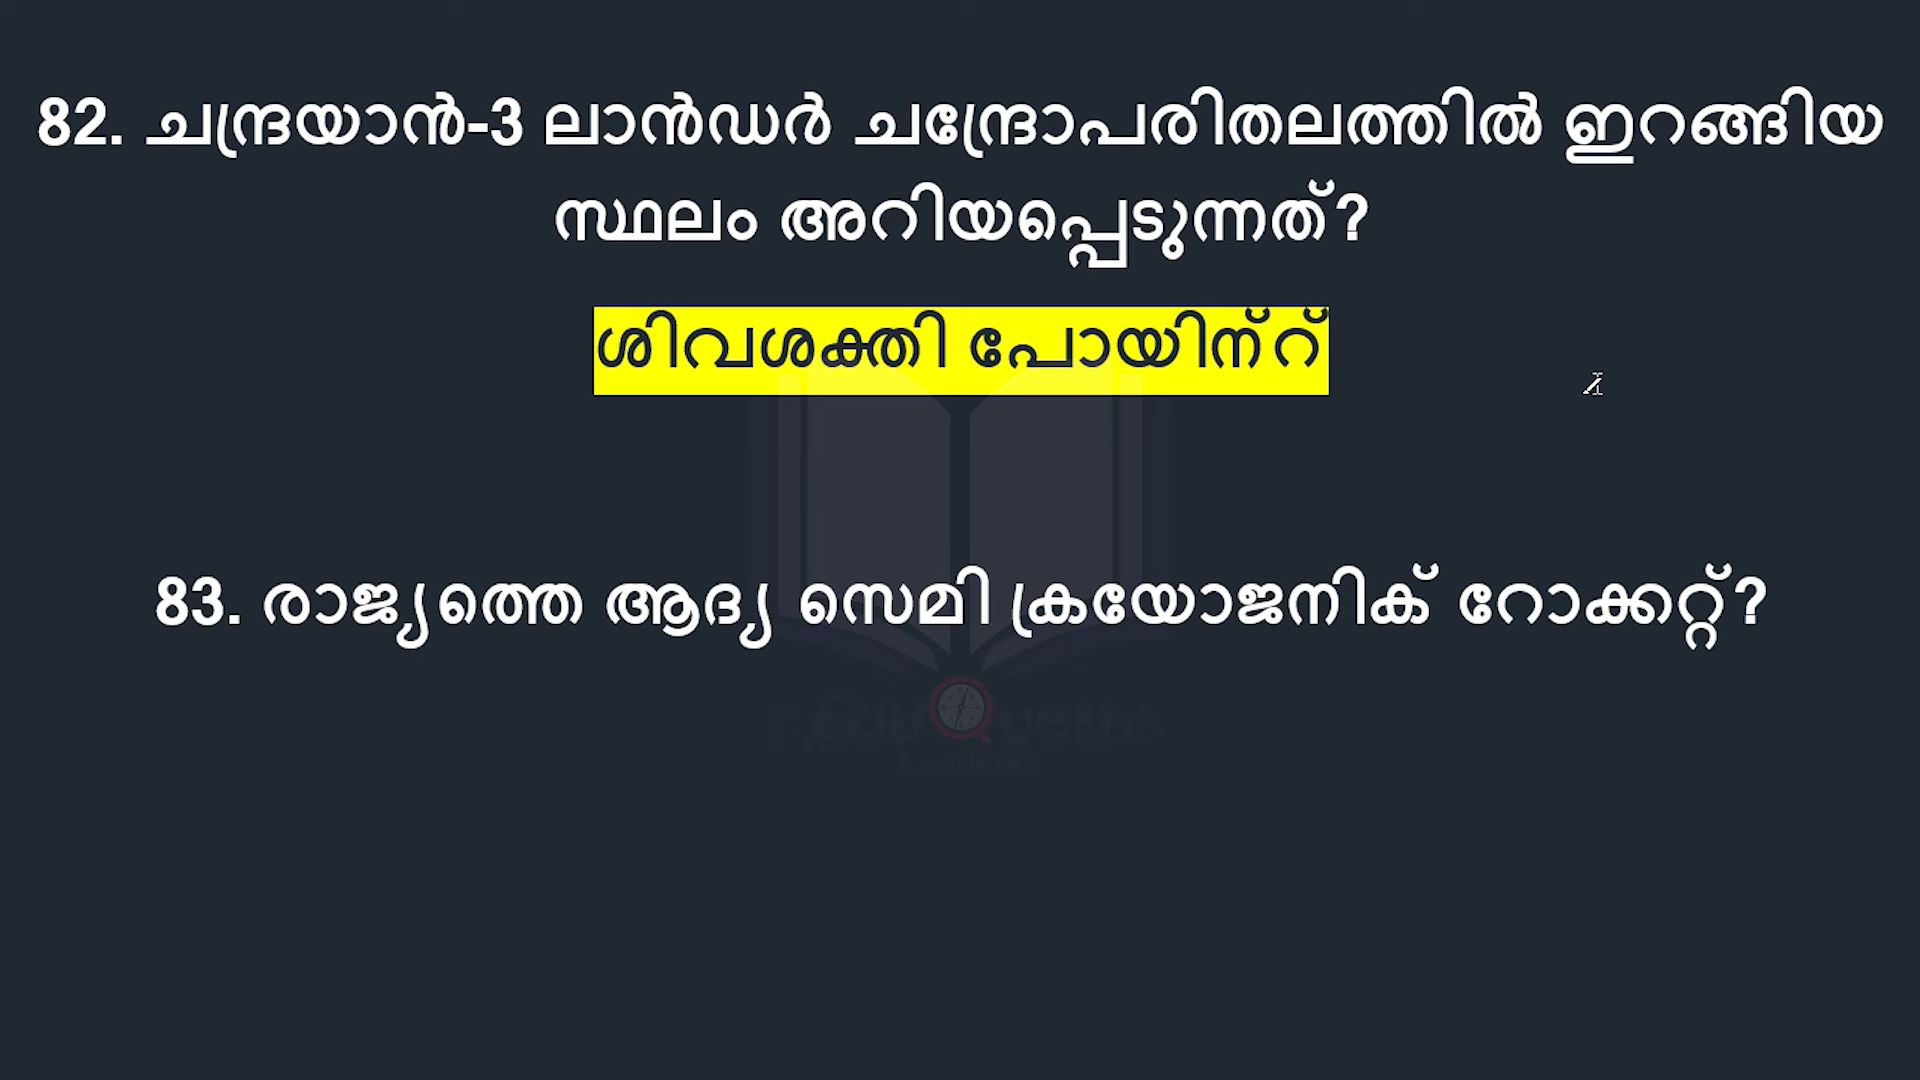 82. ചന്ദ്രയാൻ-3 ലാൻഡർ ചന്ദ്രോപരിതലത്തിൽ ഇറങ്ങിയ
സ്ഥലം അറിയപ്പെടുന്നത്?
ശിവശക്തി പോയിന്റ്
83. രാജ്യത്തെ ആദ്യ സെമി ക്രയോജനിക് റോക്കറ്റ്?